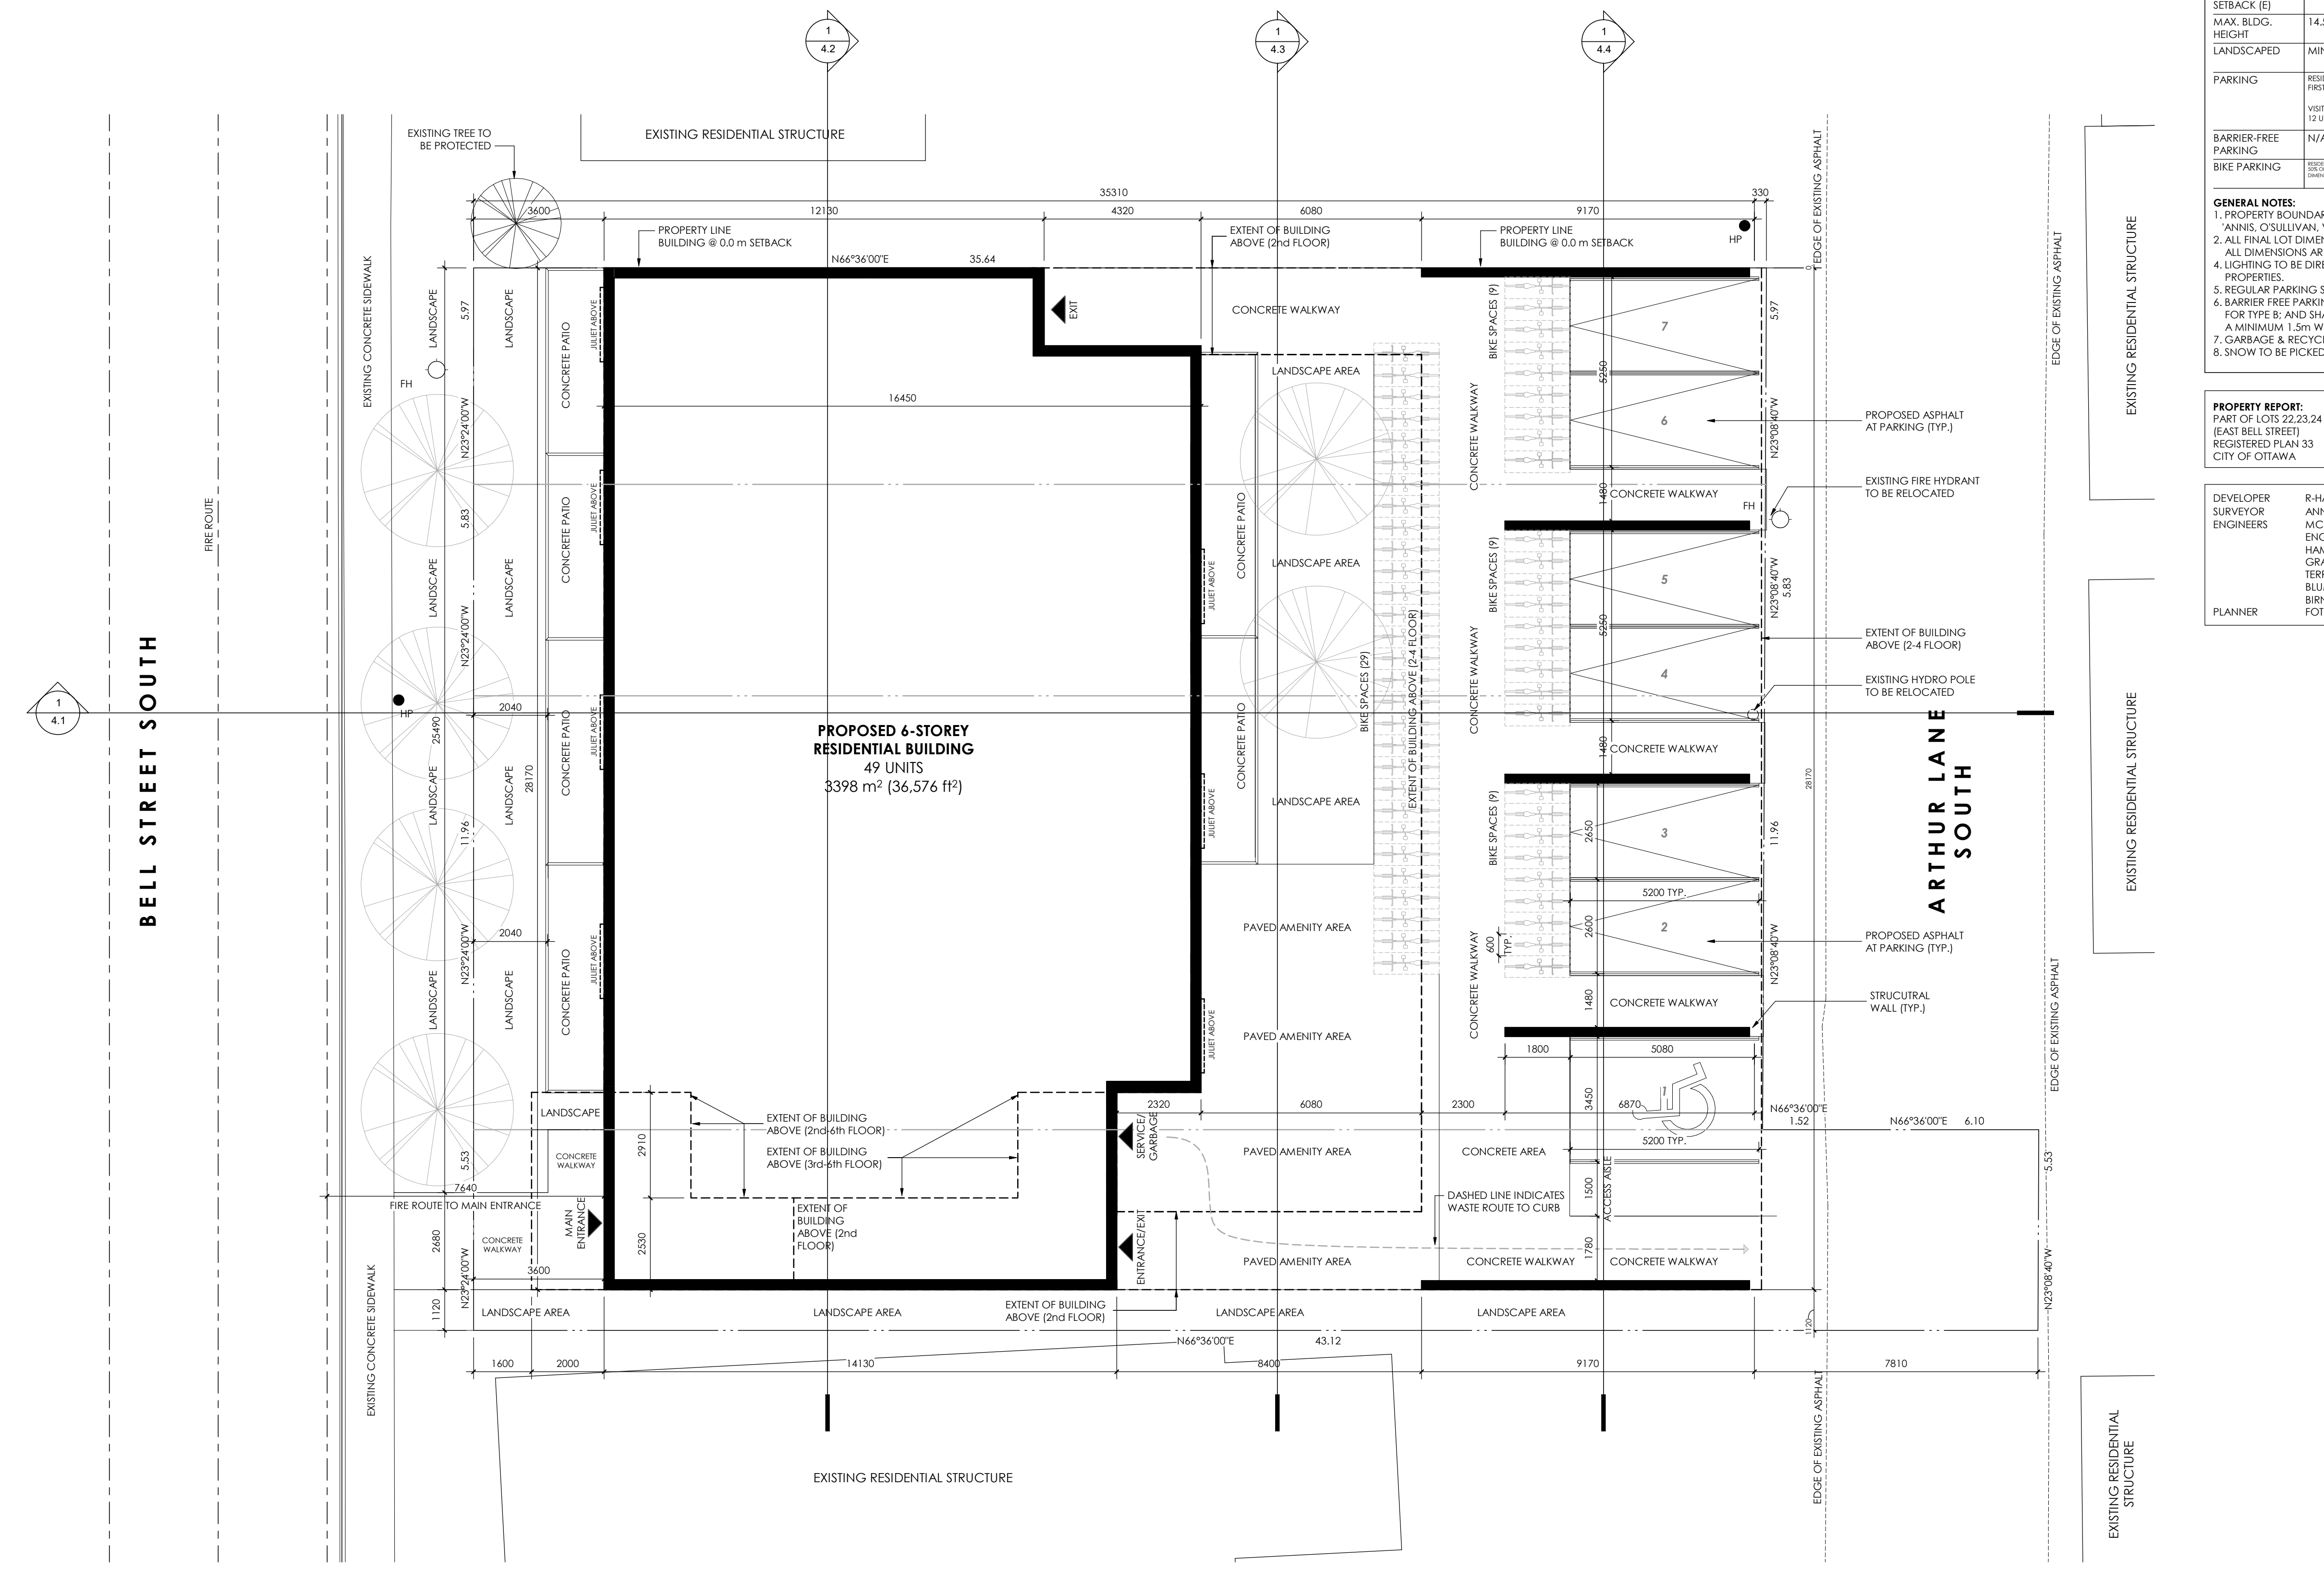 1
4.2
1
4.3
1
4.4
SETBACK (E)
MAX. BLDG.
HEIGHT
LANDSCAPED
PARKING
BARRIER-FREE
PARKING
BIKE PARKING
GENERAL NOTES:
1. PROPERTY
2. ALL FINAL LOT
ALL DIMENSIONS
4. LIGHTING TO BE
PROPERTIES.
5. REGULAR PARKING
6. BARRIER FREE
FOR TYPE B; AND
A MINIMUM 1.5m
7. GARBAGE &
8. SNOW TO BE PICKED
PROPERTY REPORT:
PART OF LOTS 22,23,24
(EAST BELL STREET)
REGISTERED PLAN 33
CITY OF OTTAWA
DEVELOPER
SURVEYOR
ENGINEERS
PLANNER
EXISTING TREE TO
BE PROTECTED
EXISTING RESIDENTIAL STRUCTURE
35310
330
3600
12130
4320
6080
9170
PROPERTY LINE
BUILDING @ 0.0 m SETBACK
EXTENT OF BUILDING
ABOVE (2nd FLOOR)
PROPERTY LINE
BUILDING @ 0.0 m SETBACK
HP
N66°36'00"E 35.64
EXIT
CONCRETE WALKWAY
EXISTING CONCRETE SIDEWALK
LANDSCAPE
5.97
LANDSCAPE
CONCRETE PATIO
JULIET ABOVE
FH
N23°24'00"W
16450
LANDSCAPE AREA
BIKE SPACES (9)
CONCRETE WALKWAY
7
5250
6
5.97
N23°08'40"W
PROPOSED ASPHALT
AT PARKING (TYP.)
EDGE OF EXISTING ASPHALT
EDGE OF EXISTING ASPHALT
EXISTING RESIDENTIAL STRUCTURE
FIRE ROUTE
5.83
CONCRETE PATIO
JULIET ABOVE
CONCRETE PATIO
1480
CONCRETE WALKWAY
FH
EXISTING FIRE HYDRANT
TO BE RELOCATED
LANDSCAPE
LANDSCAPE
N23°24'00"W
JULIET ABOVE
LANDSCAPE AREA
BIKE SPACES (9)
CONCRETE WALKWAY
5
5250
4
N23°08'40"W
5.83
EXTENT OF BUILDING
ABOVE (2-4 FLOOR)
EXISTING HYDRO POLE
TO BE RELOCATED
BELL STREET SOUTH
1
4.1
HP
25490
2040
28170
CONCRETE PATIO
JULIET ABOVE
PROPOSED 6-STOREY
RESIDENTIAL BUILDING
49 UNITS
3398 m² (36,576 ft²)
CONCRETE PATIO
JULIET ABOVE
BIKE SPACES (29)
EXTENT OF BUILDING ABOVE (2-4 FLOOR)
LANDSCAPE AREA
1480
CONCRETE WALKWAY
28170
ARTHUR LANE
SOUTH
EXISTING RESIDENTIAL STRUCTURE
LANDSCAPE
LANDSCAPE
11.96
2040
N23°24'00"W
CONCRETE PATIO
JULIET ABOVE
PAVED AMENITY AREA
BIKE SPACES (9)
CONCRETE WALKWAY
600
TYP.
3
2650
5200 TYP.
2600
2
11.96
N23°08'40"W
PROPOSED ASPHALT
AT PARKING (TYP.)
LANDSCAPE
LANDSCAPE
JULIET ABOVE
PAVED AMENITY AREA
1480
CONCRETE WALKWAY
STRUCUTRAL
WALL (TYP.)
EDGE OF EXISTING ASPHALT
1800
5080
3450
1
LANDSCAPE
2910
EXTENT OF BUILDING
ABOVE (2nd-6th FLOOR)
EXTENT OF BUILDING
ABOVE (3rd-6th FLOOR)
2320
6080
2300
6870
N66°36'00"E
1.52
N66°36'00"E 6.10
SERVICE/
GARBAGE
PAVED AMENITY AREA
CONCRETE AREA
5200 TYP.
5.53
CONCRETE
WALKWAY
5.53
7640
FIRE ROUTE TO MAIN ENTRANCE
MAIN
ENTRANCE
EXTENT OF
BUILDING
ABOVE (2nd
FLOOR)
DASHED LINE INDICATES
WASTE ROUTE TO CURB
1500
ACCESS AISLE
2680
CONCRETE
WALKWAY
2530
ENTRANCE/EXIT
PAVED AMENITY AREA
CONCRETE WALKWAY
1780
CONCRETE WALKWAY
3600
N23°24'00"W
N23°08'40"W
1120
EXISTING CONCRETE SIDEWALK
LANDSCAPE AREA
LANDSCAPE AREA
EXTENT OF BUILDING
ABOVE (2nd FLOOR)
LANDSCAPE AREA
LANDSCAPE AREA
1120
N66°36'00"E 43.12
1600
2000
14130
8400
9170
7810
EDGE OF EXISTING ASPHALT
EXISTING RESIDENTIAL STRUCTURE
EXISTING RESIDENTIAL
STRUCTURE